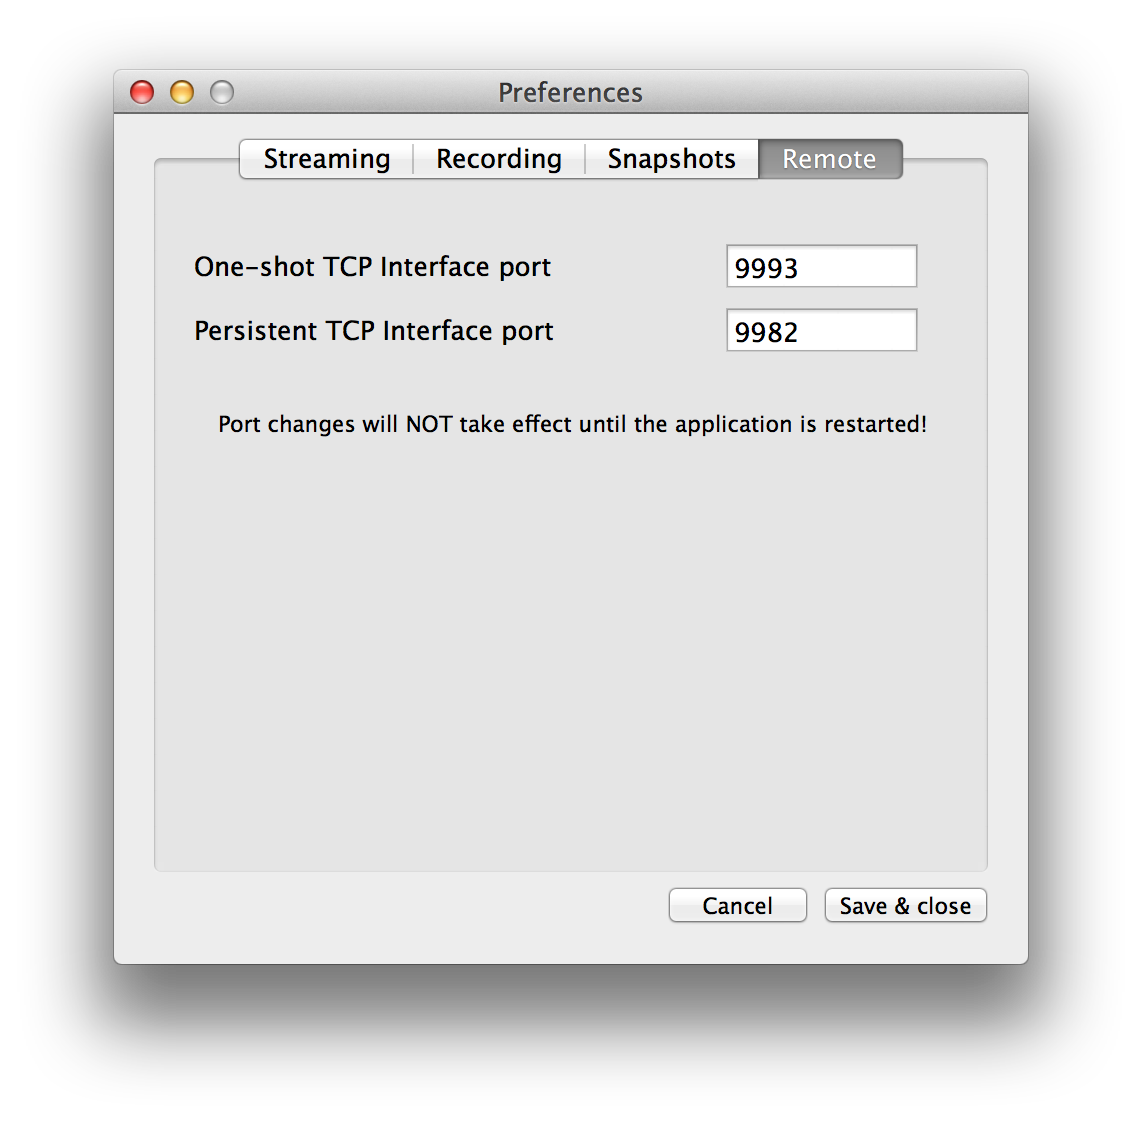 Preferences
Streaming Recording Snapshots Remote
One-shot TCP Interface port 9993
Persistent TCP Interface port 9982
Port changes will NOT take effect until the application is restarted!
Cancel Save & close